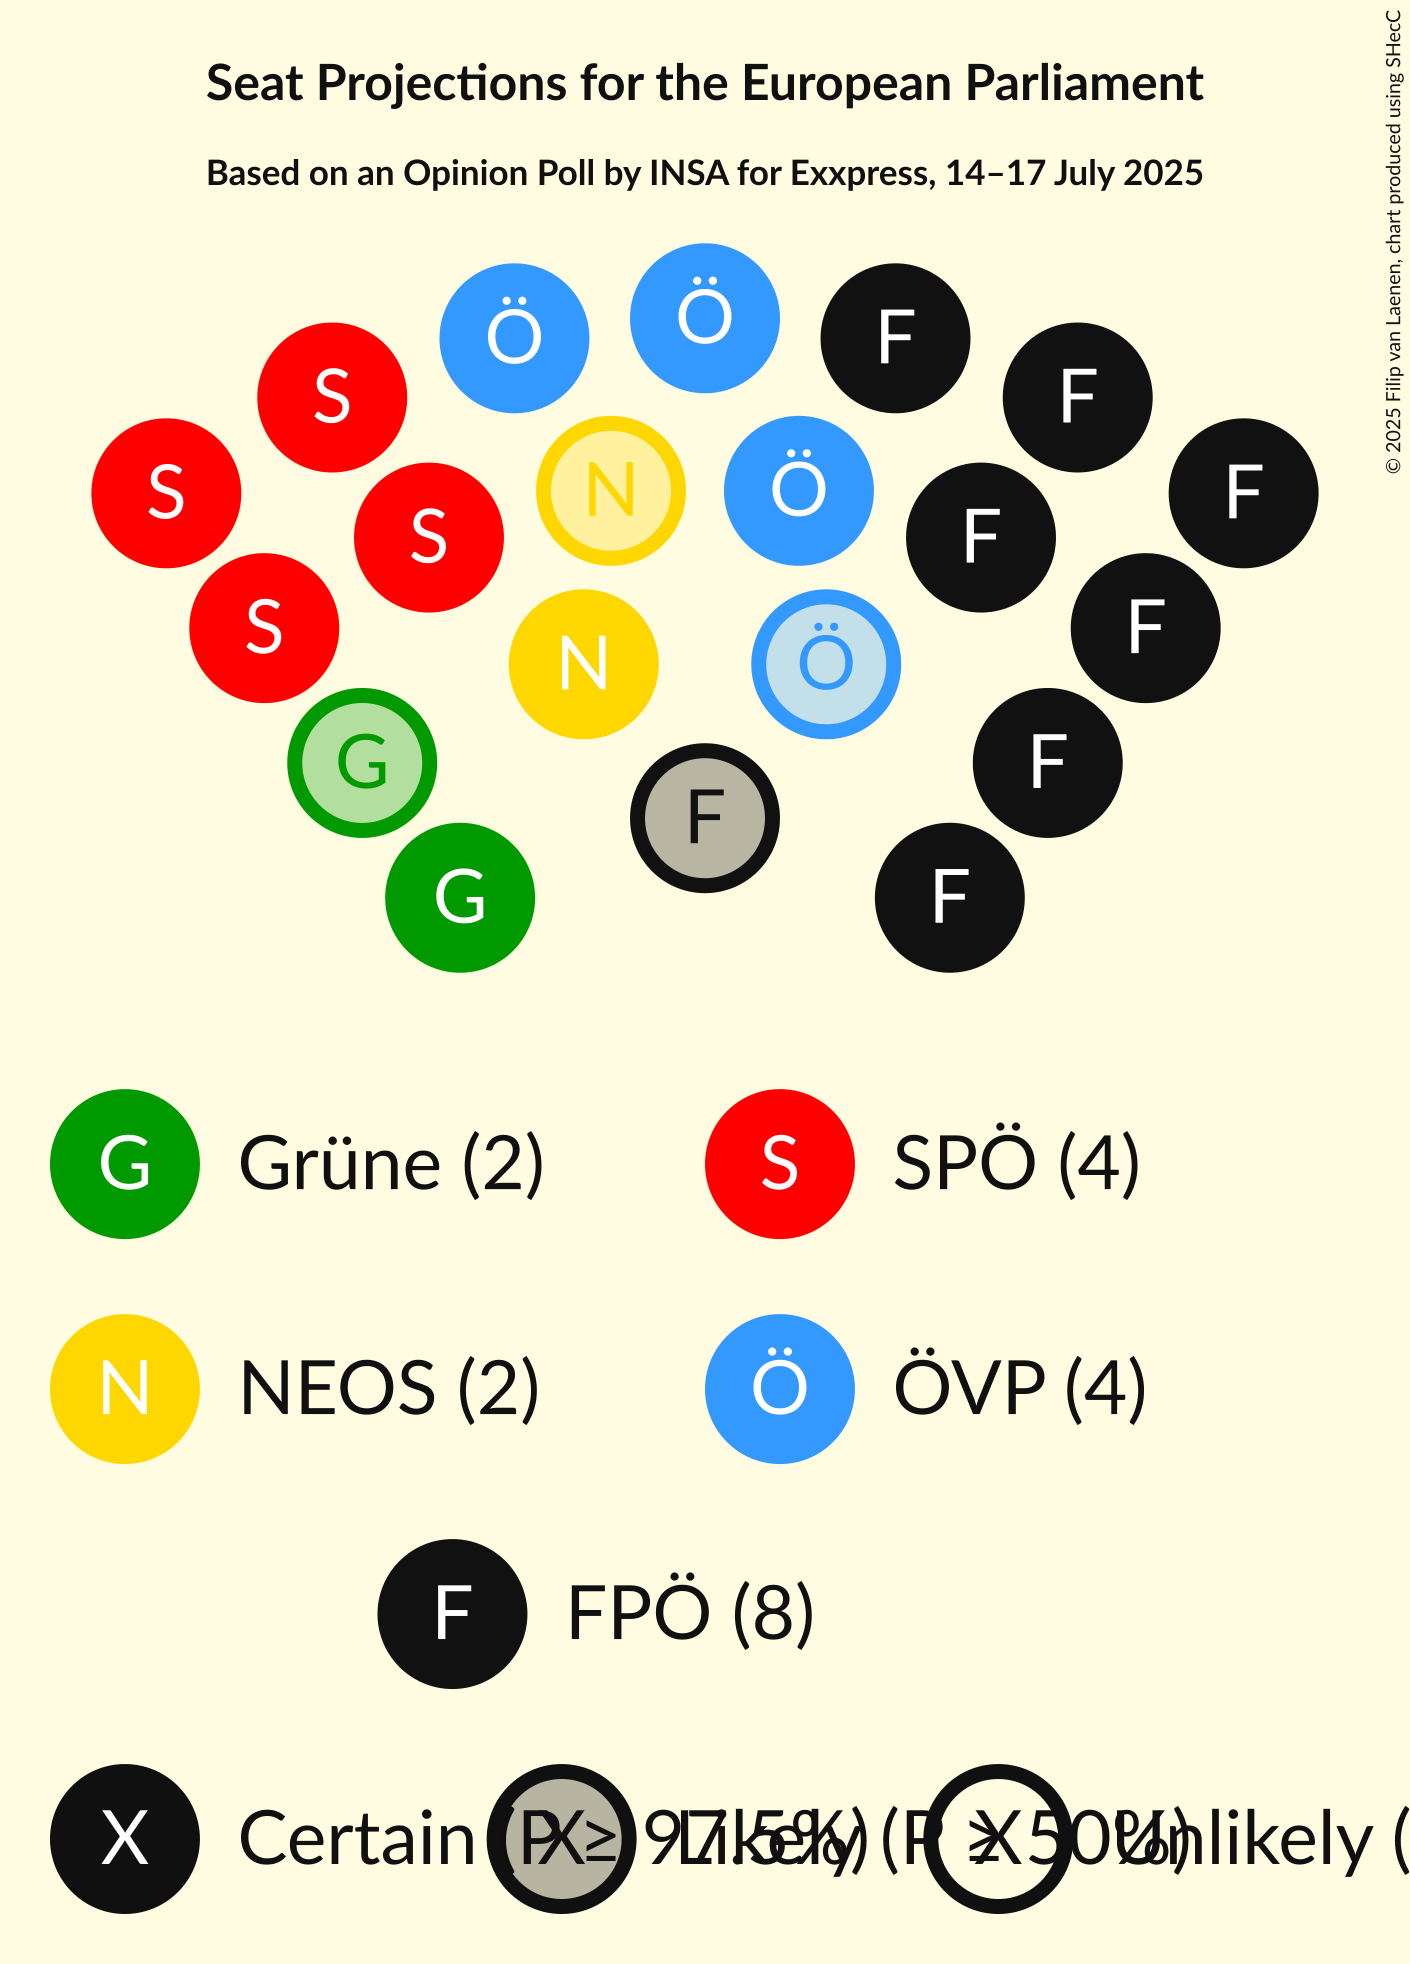 Seat Projections for the European Parliament
Based on an Opinion Poll by INSA for Exxpress, 14–17 July 2025
© 2025 Filip van Laenen, chart produced using SHecC
Ö
Ö F
S F
S Ö F
N
S F
S N Ö F
G F
F
G F
G Grüne (2) S SPÖ (4)
N NEOS (2) Ö ÖVP (4)
F FPÖ (8)
X Certain (P ≥ 97.5%) X Likely (P ≥ 50%) X Unlikely (